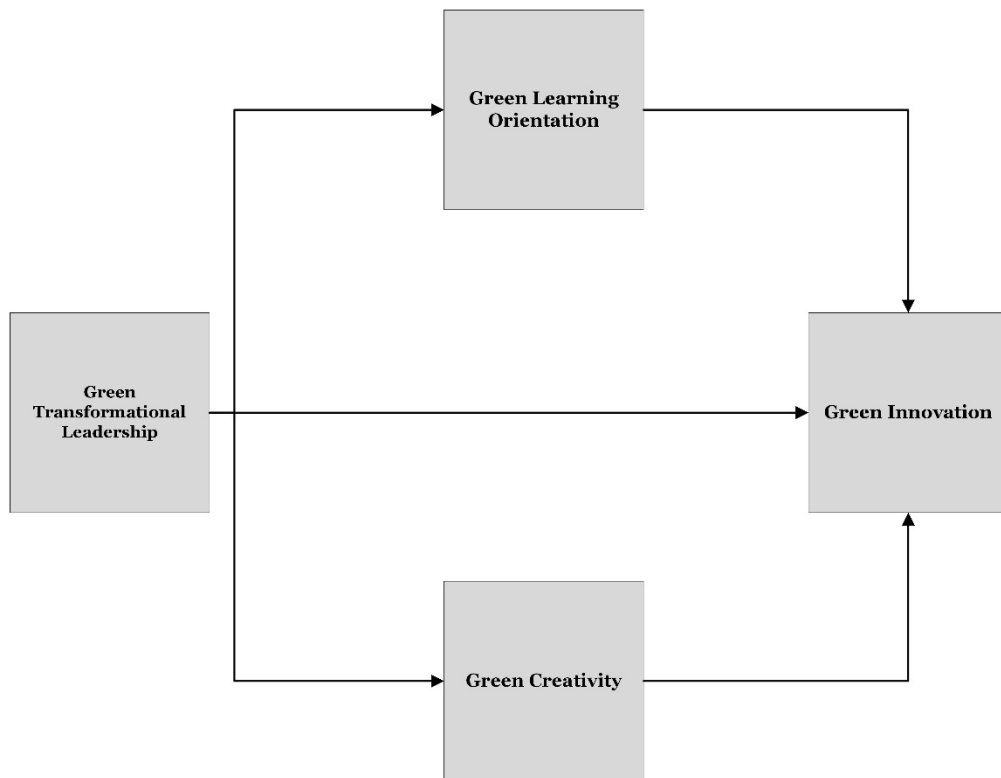 Green Learning
Orientation
Green
Transformational
Leadership
Green Innovation
Green Creativity